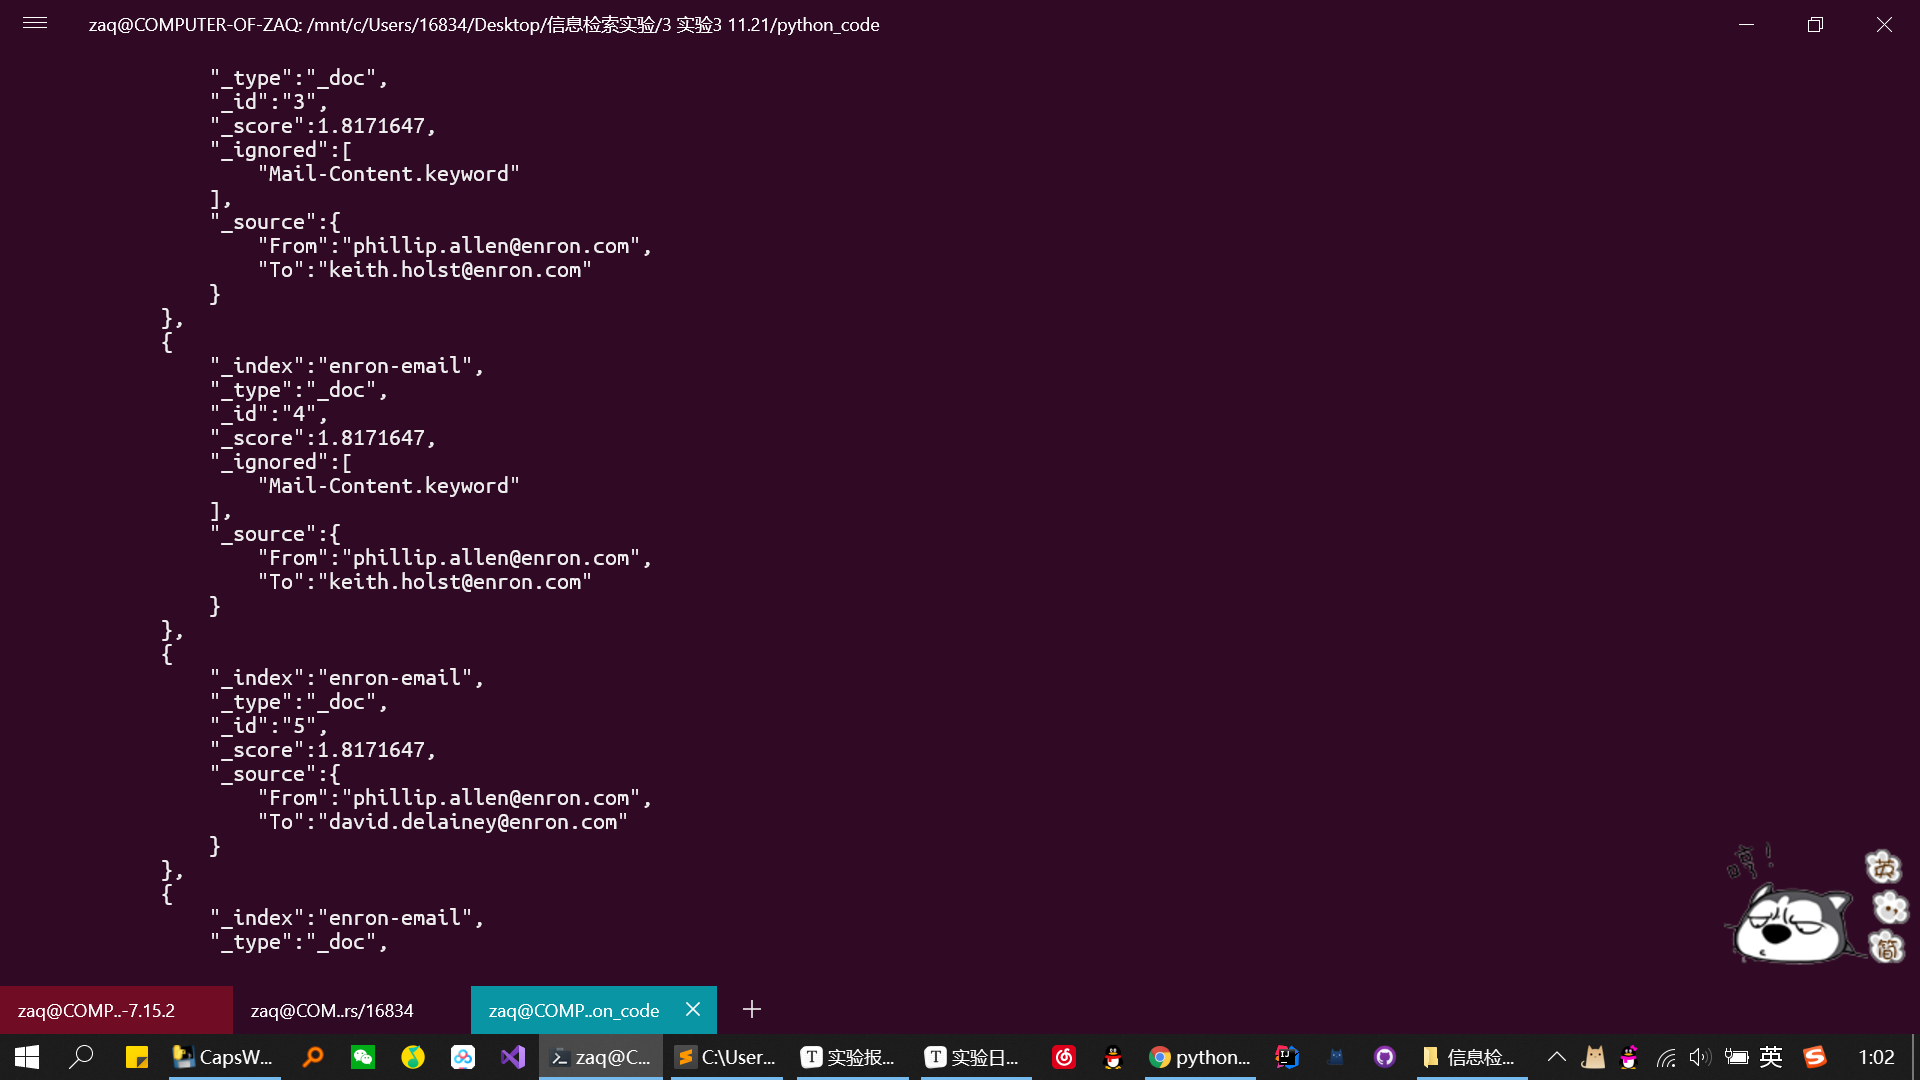 zaq@COMPUTER-OF-ZAQ: /mnt/c/Users/16834/Desktop/信息检索实验/3 实验3 11.21/python_code
"_type":"_doc",
"_id":"3",
"_score":1.8171647,
"_ignored":[
"Mail-Content.keyword"
],
"_source":{
"From":"phillip.allen@enron.com",
"To":"keith.holst@enron.com"
}
},
{
"_index":"enron-email",
"_type":"_doc",
"_id":"4",
"_score":1.8171647,
"_ignored":[
"Mail-Content.keyword"
],
"_source":{
"From":"phillip.allen@enron.com",
"To":"keith.holst@enron.com"
}
},
{
"_index":"enron-email",
"_type":"_doc",
"_id":"5",
"_score":1.8171647,
"_source":{
"From":"phillip.allen@enron.com",
"To":"david.delainey@enron.com"
}
},
{
"_index":"enron-email",
"_type":"_doc",
哼!
英
简
zaq@COMP..-7.15.2 zaq@COM..rs/16834 zaq@COMP..on_code
CapsW... zaq@C... C:\User... T 实验报... T 实验日... python... IJ 信息检... 英 S 1:02